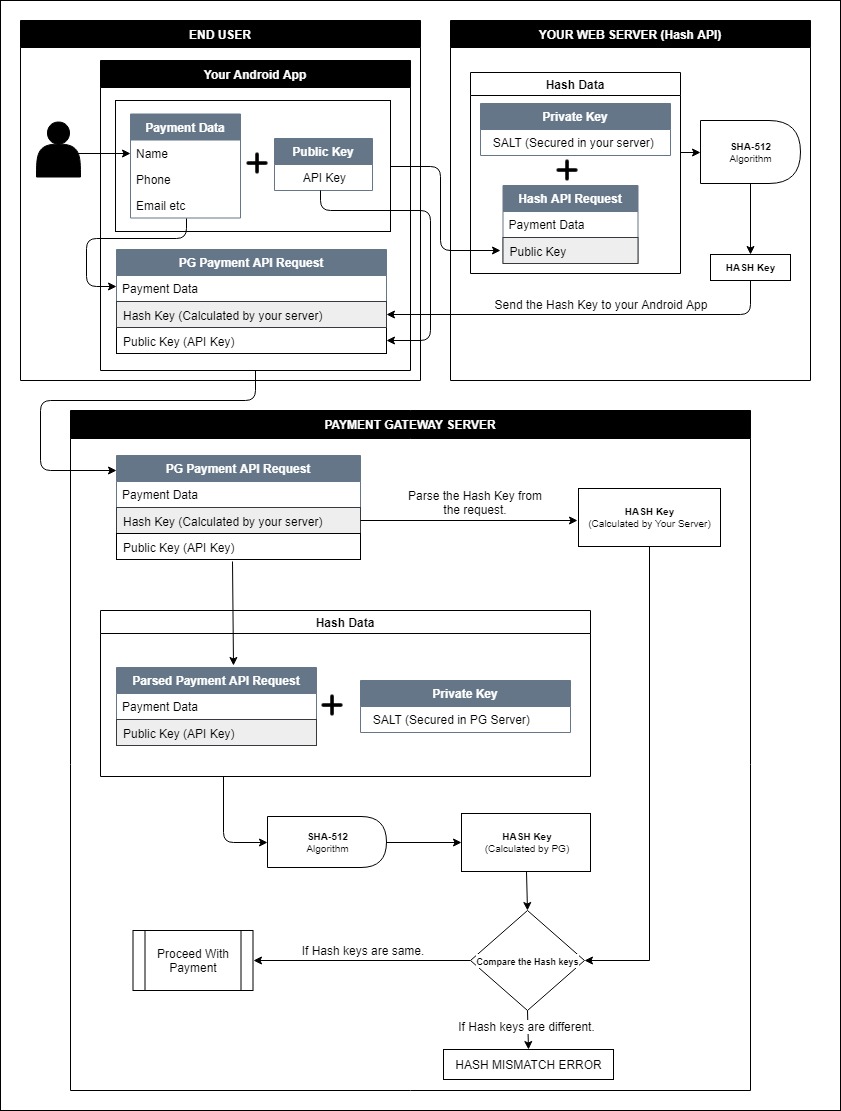 END USER
Your Android App
Payment Data
Name
Phone
Email etc
Public Key
API Key
PG Payment API Request
Payment Data
Hash Key (Calculated by your server)
Public Key (API Key)
YOUR WEB SERVER (Hash API)
Hash Data
Private Key
SALT (Secured in your server)
Hash API Request
Payment Data
Public Key
SHA-512
Algorithm
HASH Key
Send the Hash Key to your Android App
PAYMENT GATEWAY SERVER
PG Payment API Request
Payment Data
Hash Key (Calculated by your server)
Public Key (API Key)
Parse the Hash Key from
the request.
HASH Key
(Calculated by Your Server)
Hash Data
Parsed Payment API Request
Payment Data
Public Key (API Key)
Private Key
SALT (Secured in PG Server)
SHA-512
Algorithm
HASH Key
(Calculated by PG)
Compare the Hash keys
If Hash keys are same.
Proceed With
Payment
If Hash keys are different.
HASH MISMATCH ERROR